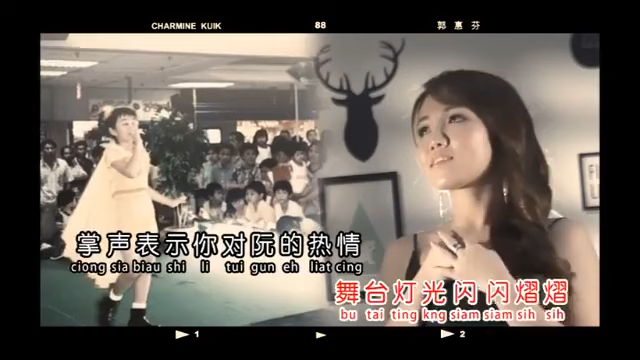 CHARMINE KUIK 88 郭 惠 芬
掌声表示你对阮的热情
ciong sia biau shi li tui gun eh liat cing
舞台灯光闪闪熠熠
bu tai ting kng siam siam sih sih
1 2